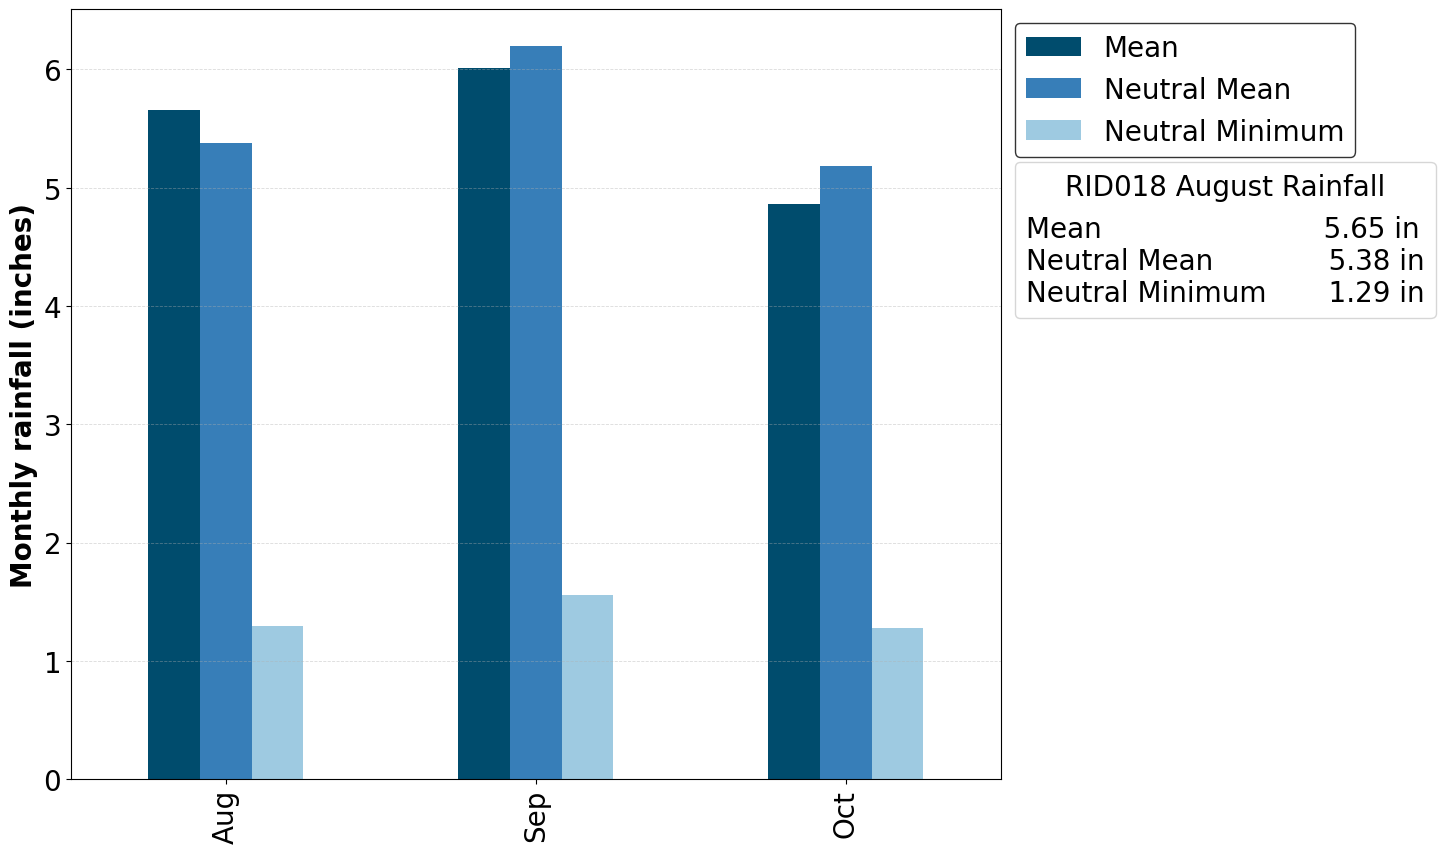 Monthly rainfall (inches)
6
5
4
3
2
1
0
Aug
Sep
Oct
Mean
Neutral Mean
Neutral Minimum
RID018 August Rainfall
Mean 5.65 in
Neutral Mean 5.38 in
Neutral Minimum 1.29 in